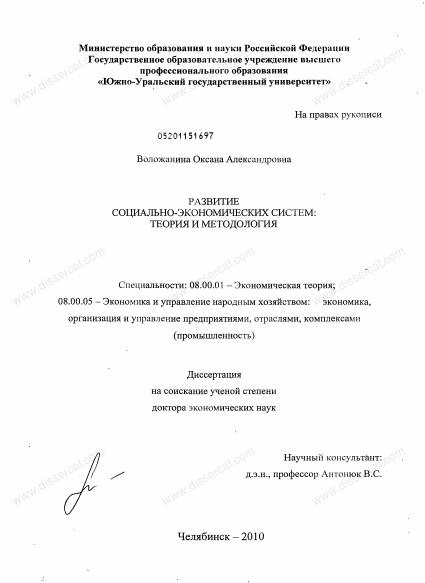 Министерство образования и науки Российской Федерации
Государственное образовательное учреждение высшего
профессионального образования
«Южно-Уральский государственный университет»
На правах рукописи
05201151697
Воложанина Оксана Александровна
РАЗВИТИЕ
СОЦИАЛЬНО-ЭКОНОМИЧЕСКИХ СИСТЕМ:
ТЕОРИЯ И МЕТОДОЛОГИЯ
Специальности: 08.00.01 – Экономическая теория;
08.00.05 – Экономика и управление народным хозяйством: экономика,
организация и управление предприятиями, отраслями, комплексами
(промышленность)
Диссертация
на соискание ученой степени
доктора экономических наук
Научный консультант:
д.э.н., профессор Антонюк В.С.
Челябинск – 2010
www.dissercat.com